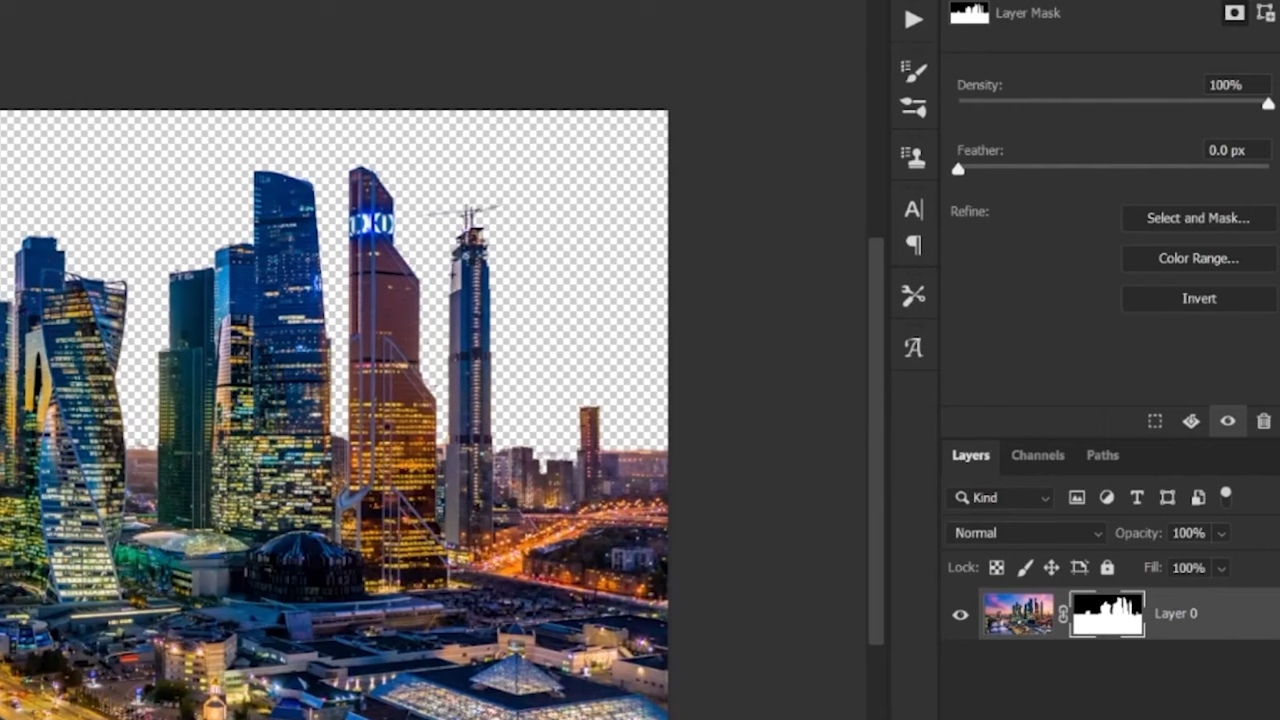 Layer Mask
Density:
100%
Feather:
0.0 px
Refine:
Select and Mask...
Color Range...
Invert
Layers
Channels
Paths
Kind
Normal
Opacity:
100%
Lock:
Fill:
100%
Layer 0